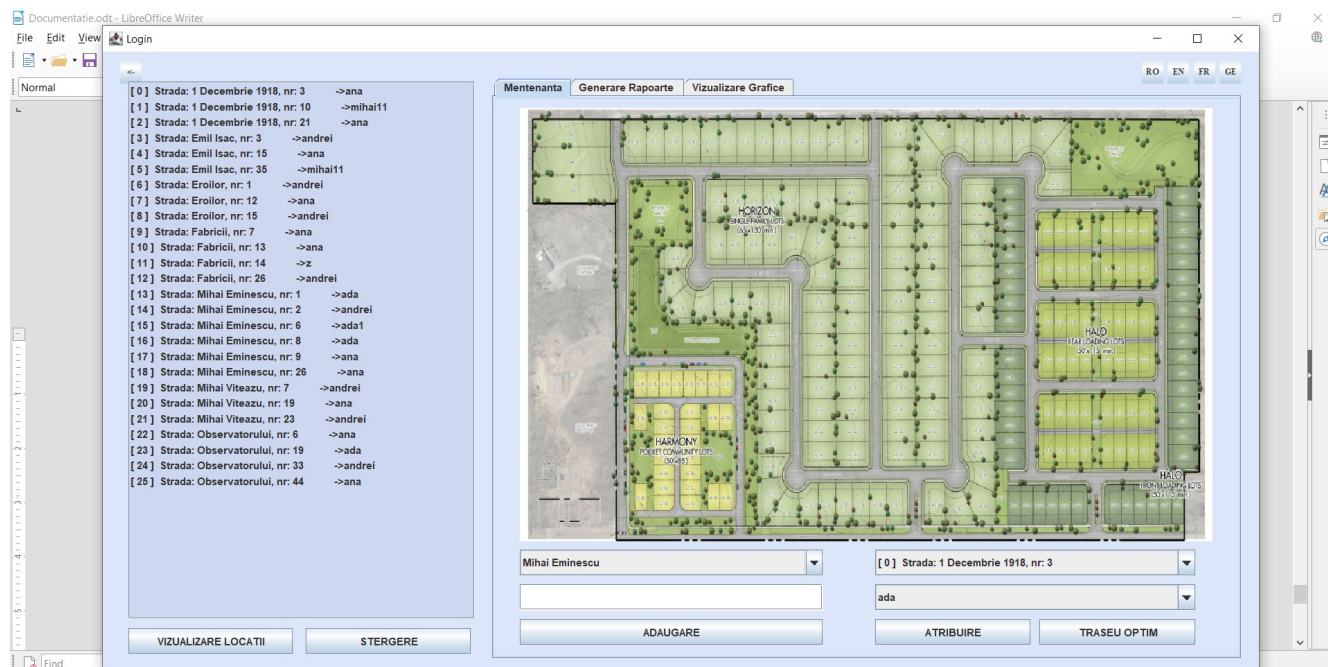 Documentatie.odt - LibreOffice Writer
File Edit View
Normal
Login
<-
[ 0 ] Strada: 1 Decembrie 1918, nr: 3 ->ana
[ 1 ] Strada: 1 Decembrie 1918, nr: 10 ->mihai11
[ 2 ] Strada: 1 Decembrie 1918, nr: 21 ->ana
[ 3 ] Strada: Emil Isac, nr: 3 ->andrei
[ 4 ] Strada: Emil Isac, nr: 15 ->ana
[ 5 ] Strada: Emil Isac, nr: 35 ->mihai11
[ 6 ] Strada: Eroilor, nr: 1 ->andrei
[ 7 ] Strada: Eroilor, nr: 12 ->ana
[ 8 ] Strada: Eroilor, nr: 15 ->andrei
[ 9 ] Strada: Fabricii, nr: 7 ->ana
[ 10 ] Strada: Fabricii, nr: 13 ->ana
[ 11 ] Strada: Fabricii, nr: 14 ->z
[ 12 ] Strada: Fabricii, nr: 26 ->andrei
[ 13 ] Strada: Mihai Eminescu, nr: 1 ->ada
[ 14 ] Strada: Mihai Eminescu, nr: 2 ->andrei
[ 15 ] Strada: Mihai Eminescu, nr: 6 ->ada1
[ 16 ] Strada: Mihai Eminescu, nr: 8 ->ada
[ 17 ] Strada: Mihai Eminescu, nr: 9 ->ana
[ 18 ] Strada: Mihai Eminescu, nr: 26 ->ana
[ 19 ] Strada: Mihai Viteazu, nr: 7 ->andrei
[ 20 ] Strada: Mihai Viteazu, nr: 19 ->ana
[ 21 ] Strada: Mihai Viteazu, nr: 23 ->andrei
[ 22 ] Strada: Observatorului, nr: 6 ->ana
[ 23 ] Strada: Observatorului, nr: 19 ->ada
[ 24 ] Strada: Observatorului, nr: 33 ->andrei
[ 25 ] Strada: Observatorului, nr: 44 ->ana
VIZUALIZARE LOCATII STERGERE
RO EN FR GE
Mentenanta Generare Rapoarte Vizualizare Grafice
HORIZON
SINGLE FAMILY LOTS
HALO
REAR LOADING LOTS
HARMONY
POCKET COMMUNITY LOTS
HALO
FRONT LOADING LOTS
Mihai Eminescu
[ 0 ] Strada: 1 Decembrie 1918, nr: 3
ada
ADAUGARE ATRIBUIRE TRASEU OPTIM
Find